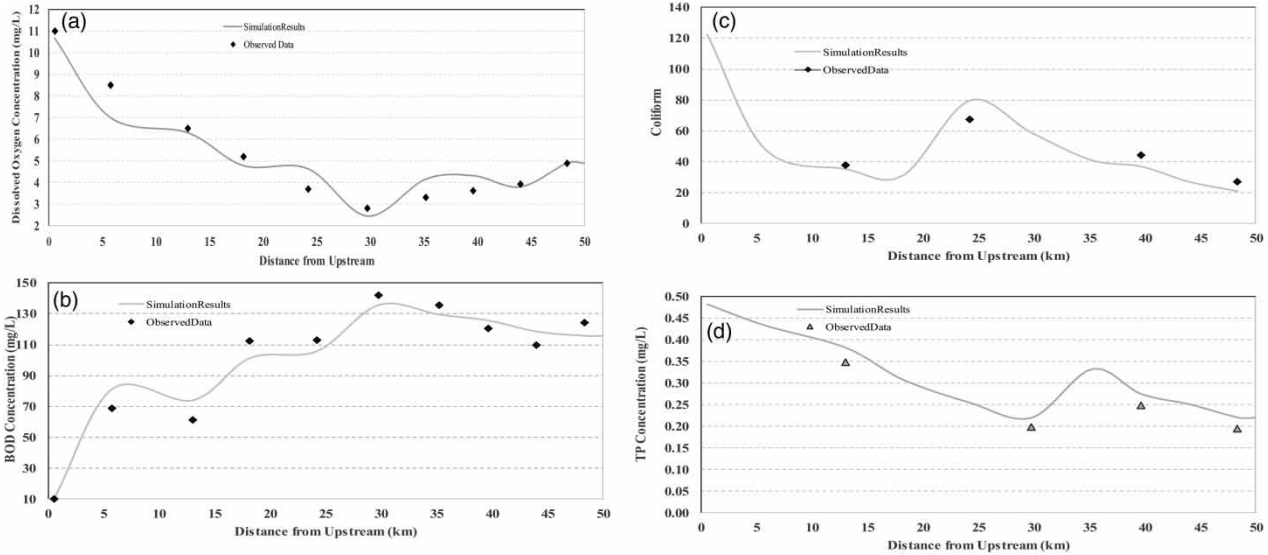 (a)
Dissolved Oxygen Concentration (mg/L)
12
11
10
9
8
7
6
5
4
3
2
SimulationResults
Observed Data
0 5 10 15 20 25 30 35 40 45 50
Distance from Upstream
(b)
BOD Concentration (mg/L)
150
130
110
90
70
50
30
10
SimulationResults
ObservedData
0 5 10 15 20 25 30 35 40 45 50
Distance from Upstream (km)
(c)
Coliform
140
120
100
80
60
40
20
0
SimulationResults
ObservedData
0 5 10 15 20 25 30 35 40 45 50
Distance from Upstream (km)
(d)
TP Concentration (mg/L)
0.50
0.45
0.40
0.35
0.30
0.25
0.20
0.15
0.10
0.05
0.00
SimulationResults
ObservedData
0 5 10 15 20 25 30 35 40 45 50
Distance from Upstream (km)